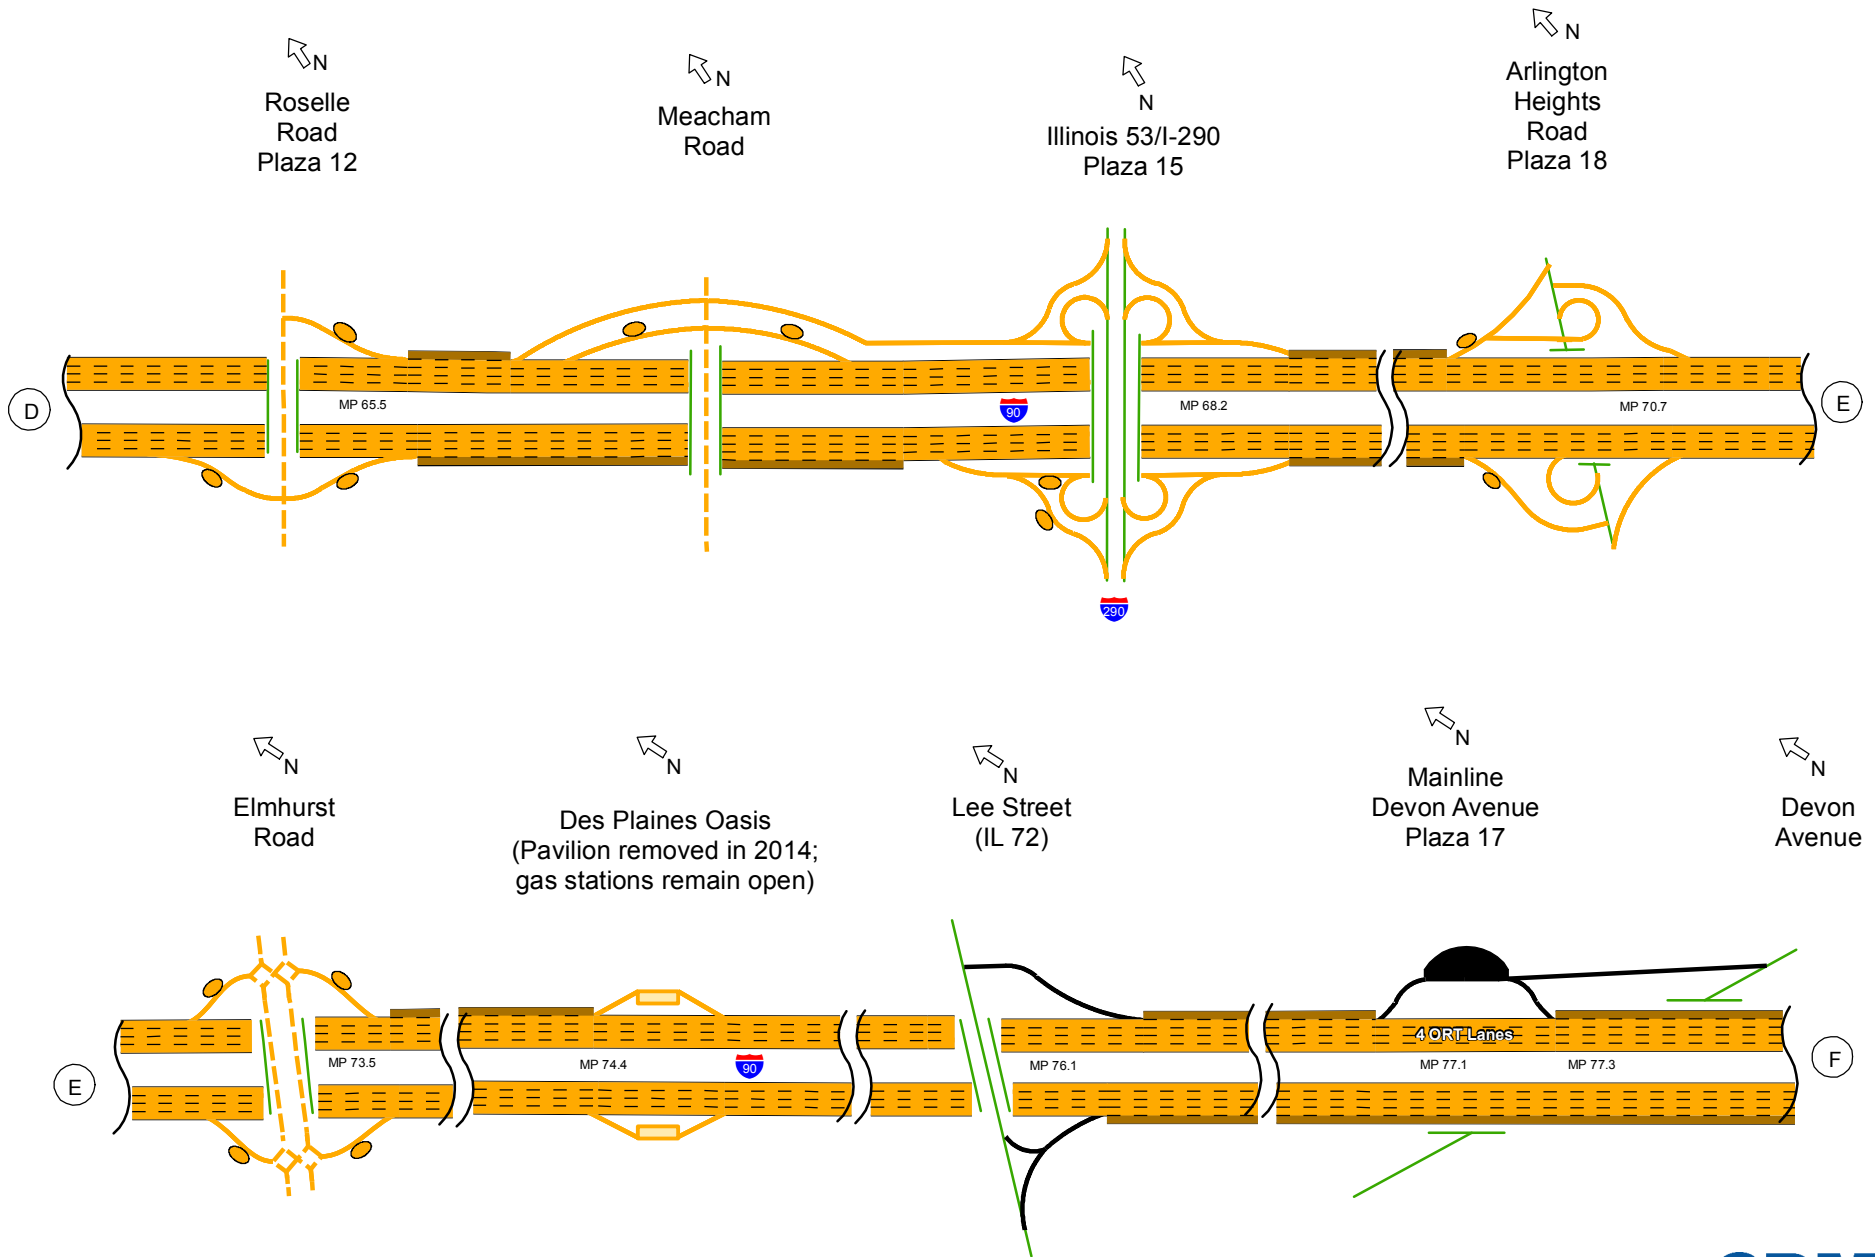 N
Roselle
Road
Plaza 12
N
Meacham
Road
N
Illinois 53/I-290
Plaza 15
N
Arlington
Heights
Road
Plaza 18
D
MP 65.5
90
MP 68.2
MP 70.7
E
290
N
Elmhurst
Road
N
Des Plaines Oasis
(Pavilion removed in 2014;
gas stations remain open)
N
Lee Street
(IL 72)
N
Mainline
Devon Avenue
Plaza 17
N
Devon
Avenue
4 ORT Lanes
E
MP 73.5
MP 74.4
90
MP 76.1
MP 77.1
MP 77.3
F